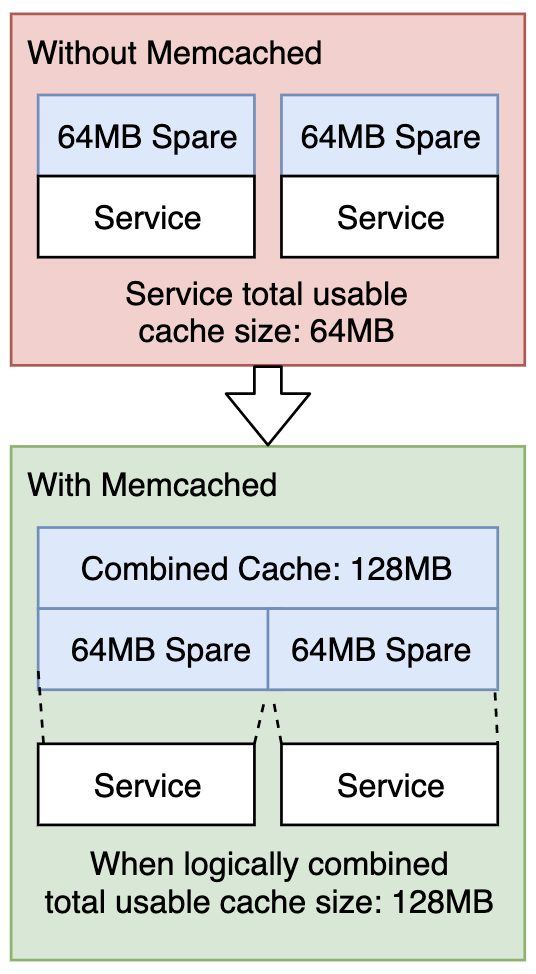 Without Memcached
64MB Spare
64MB Spare
Service
Service
Service total usable
cache size: 64MB
With Memcached
Combined Cache: 128MB
64MB Spare
64MB Spare
Service
Service
When logically combined
total usable cache size: 128MB